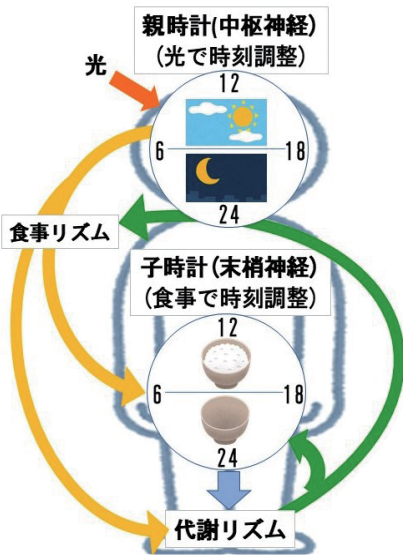 親時計(中枢神経)
(光で時刻調整)
光
12
6
18
24
食事リズム
子時計(末梢神経)
(食事で時刻調整)
12
6
18
24
代謝リズム